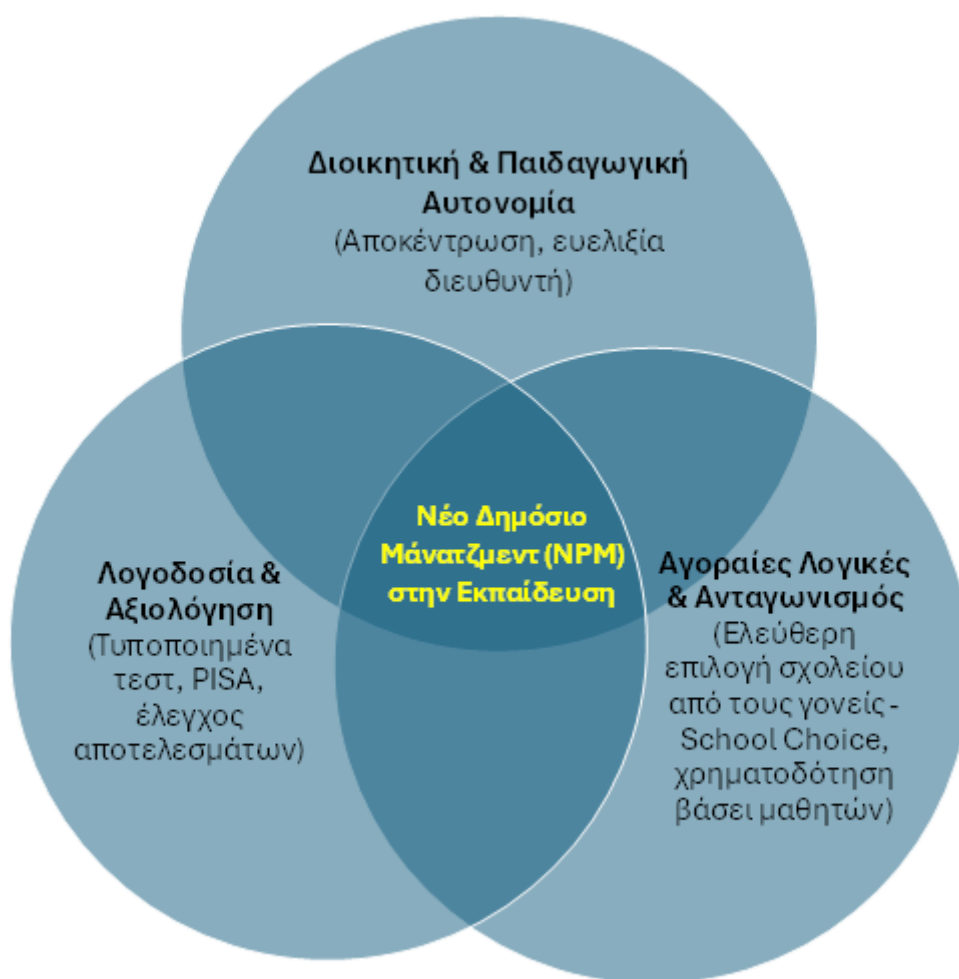 Διοικητική & Παιδαγωγική
Αυτονομία
(Αποκέντρωση, ευελιξία
διευθυντή)
Νέο Δημόσιο
Μάνατζμεντ (NPM)
στην Εκπαίδευση
Λογοδοσία &
Αξιολόγηση
(Τυποποιημένα
τεστ, PISA,
έλεγχος
αποτελεσμάτων)
Αγοραίες Λογικές
& Ανταγωνισμός
(Ελεύθερη
επιλογή σχολείου
από τους γονείς -
School Choice,
χρηματοδότηση
βάσει μαθητών)